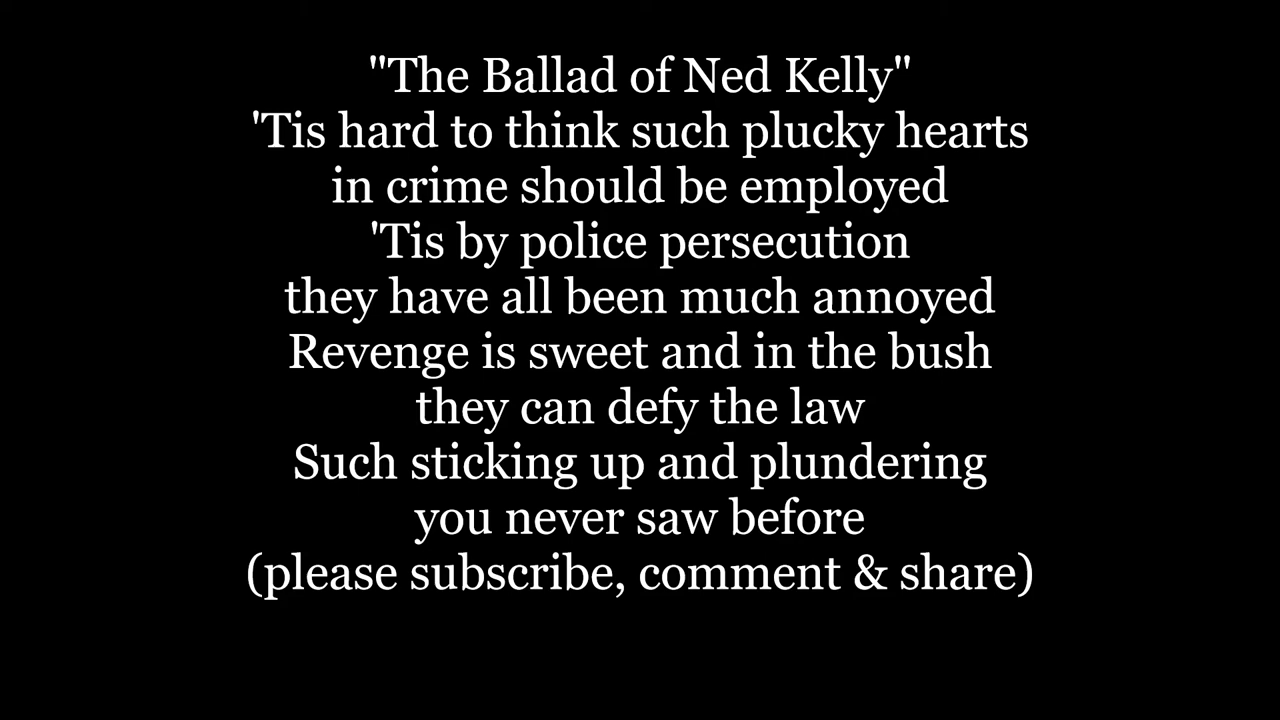 "The Ballad of Ned Kelly"
'Tis hard to think such plucky hearts
in crime should be employed
'Tis by police persecution
they have all been much annoyed
Revenge is sweet and in the bush
they can defy the law
Such sticking up and plundering
you never saw before
(please subscribe, comment & share)